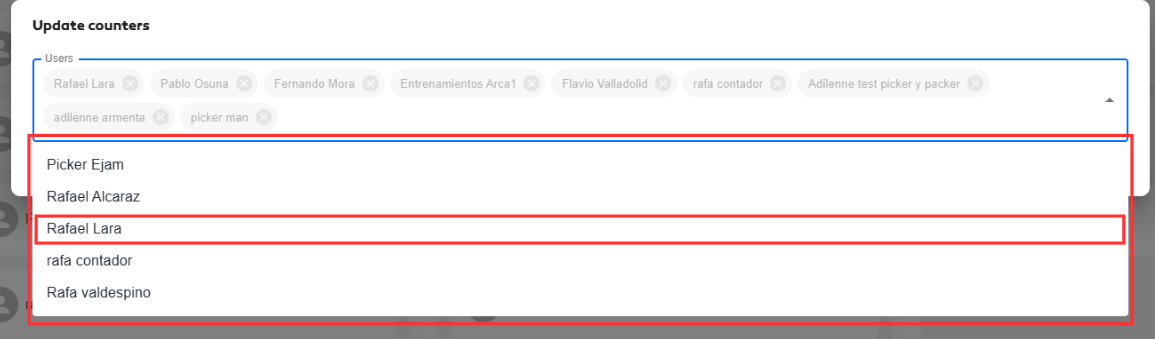 Update counters
Users
Rafael Lara Pablo Osuna Fernando Mora Entrenamientos Arca1 Flavio Valladolid rafa contador Adilenne test picker y packer
adilenne armenta picker man
Picker Ejam
Rafael Alcaraz
Rafael Lara
rafa contador
Rafa valdespino